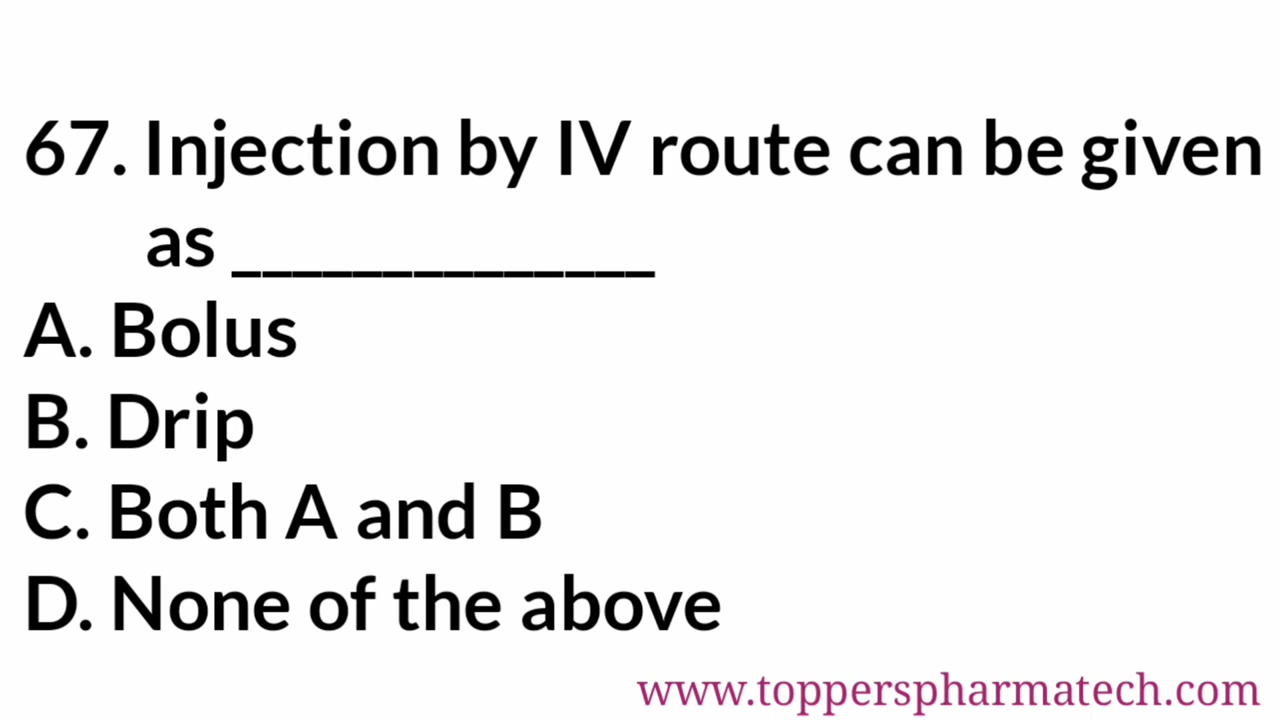 67. Injection by IV route can be given
as ______________
A. Bolus
B. Drip
C. Both A and B
D. None of the above
www.topperspharmatech.com